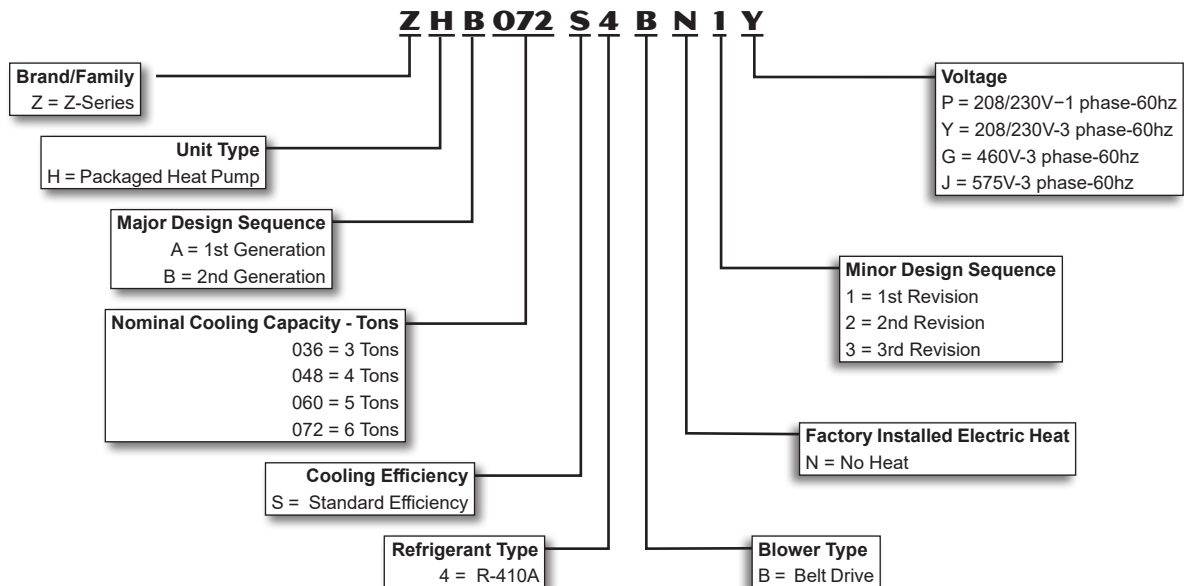 Z H B 072 S 4 B N 1 Y
Brand/Family
Z = Z-Series
Unit Type
H = Packaged Heat Pump
Major Design Sequence
A = 1st Generation
B = 2nd Generation
Nominal Cooling Capacity - Tons
036 = 3 Tons
048 = 4 Tons
060 = 5 Tons
072 = 6 Tons
Cooling Efficiency
S = Standard Efficiency
Refrigerant Type
4 = R-410A
Voltage
P = 208/230V−1 phase-60hz
Y = 208/230V-3 phase-60hz
G = 460V-3 phase-60hz
J = 575V-3 phase-60hz
Minor Design Sequence
1 = 1st Revision
2 = 2nd Revision
3 = 3rd Revision
Factory Installed Electric Heat
N = No Heat
Blower Type
B = Belt Drive